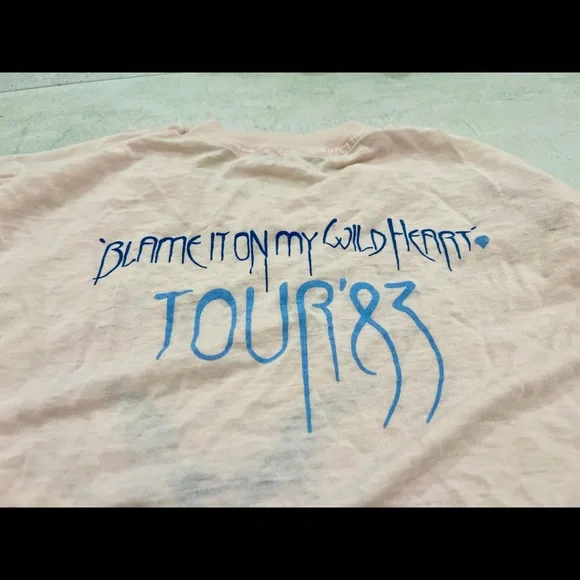 'BLAME IT ON MY WILD HEART'
TOUR '83